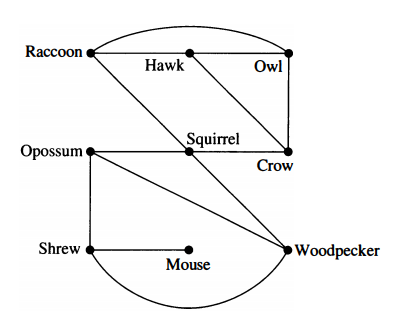 Raccoon
Hawk
Owl
Squirrel
Opossum
Crow
Shrew
Mouse
Woodpecker